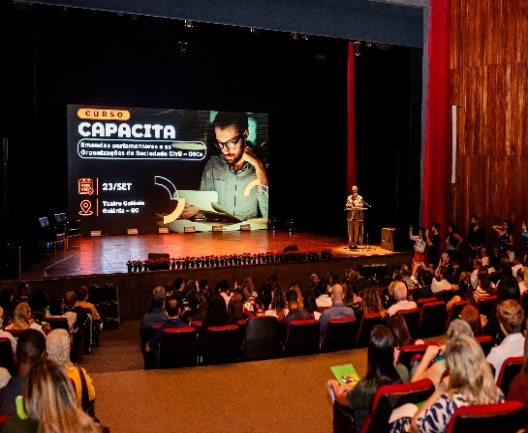 CURSO
CAPACITA
Emendas parlamentares e as
Organizações da Sociedade Civil - OSCs
23/SET
Teatro Goiânia
Goiânia - GO